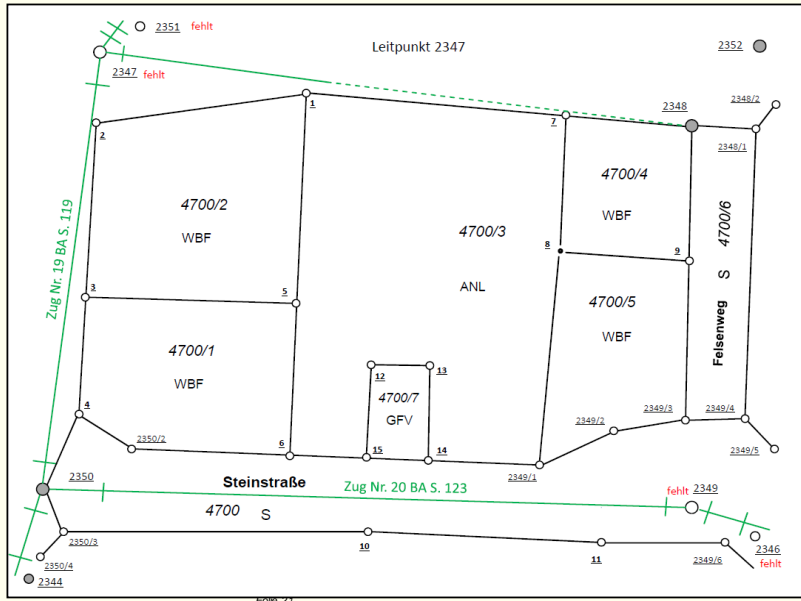 2351 fehlt
Leitpunkt 2347
2352
2347 fehlt
2348
2348/2
1
7
2
2348/1
4700/4
4700/2
WBF
WBF
4700/3
4700/6
8
9
S
Zug Nr. 19 BA S. 119
ANL
3
5
4700/5
WBF
Felsenweg
4700/1
WBF
12
13
4700/7
GFV
4
2349/3
2349/4
2349/2
2350/2
6
15
14
2349/1
2349/5
2350
Steinstraße
Zug Nr. 20 BA S. 123
fehlt 2349
4700 S
2350/3
10
11
2349/6
2346
fehlt
2350/4
2344